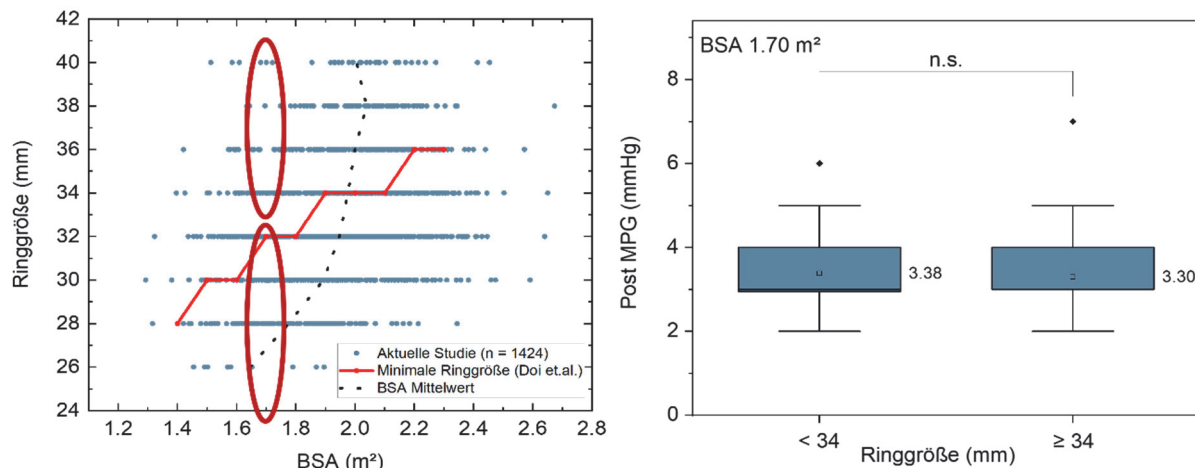 42
40
38
36
34
32
30
28
26
24
Ringgröße (mm)
1.2 1.4 1.6 1.8 2.0 2.2 2.4 2.6 2.8
BSA (m²)
Aktuelle Studie (n = 1424)
Minimale Ringgröße (Doi et.al.)
BSA Mittelwert
BSA 1.70 m²
n.s.
8
6
4
2
0
Post MPG (mmHg)
3.38
3.30
< 34 ≥ 34
Ringgröße (mm)